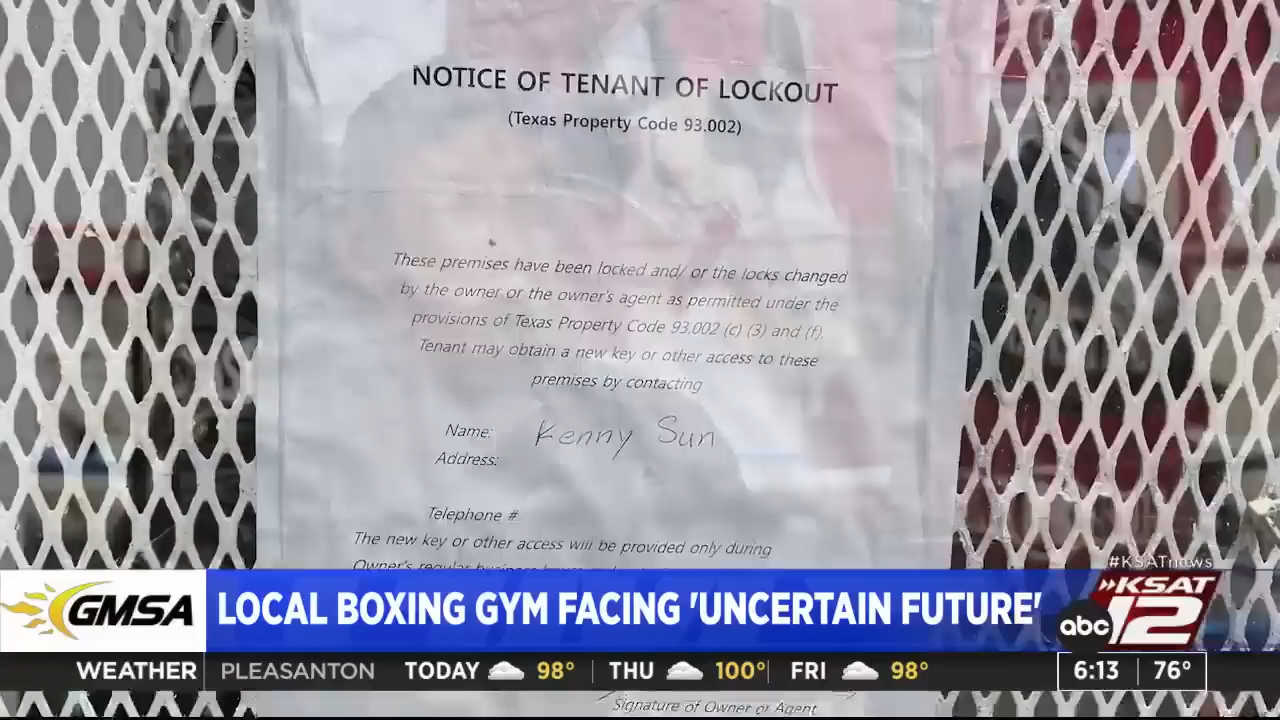 NOTICE OF TENANT OF LOCKOUT
(Texas Property Code 93.002)
These premises have been locked and/ or the locks changed
by the owner or the owner's agent as permitted under the
provisions of Texas Property Code 93.002 (c) (3) and (f).
Tenant may obtain a new key or other access to these
premises by contacting
Name: Kenny Sun
Address:
Telephone #
The new key or other access will be provided only during
Owner's regular business hours
#KSATnews
GMSA
LOCAL BOXING GYM FACING 'UNCERTAIN FUTURE'
abc KSAT 12
WEATHER PLEASANTON TODAY 98° THU 100° FRI 98° 6:13 76°
Signature of Owner or Agent